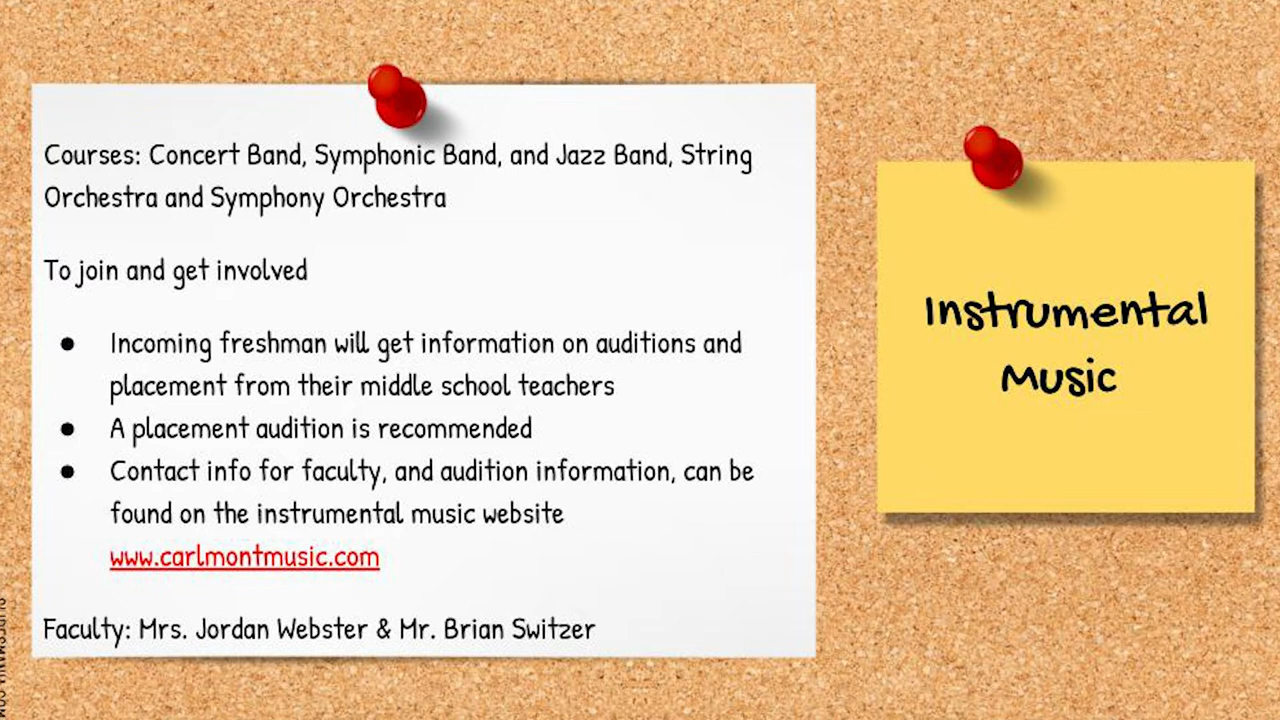 Courses: Concert Band, Symphonic Band, and Jazz Band, String
Orchestra and Symphony Orchestra
To join and get involved
● Incoming freshman will get information on auditions and
placement from their middle school teachers
● A placement audition is recommended
● Contact info for faculty, and audition information, can be
found on the instrumental music website
www.carlmontmusic.com
Faculty: Mrs. Jordan Webster & Mr. Brian Switzer
Instrumental
Music